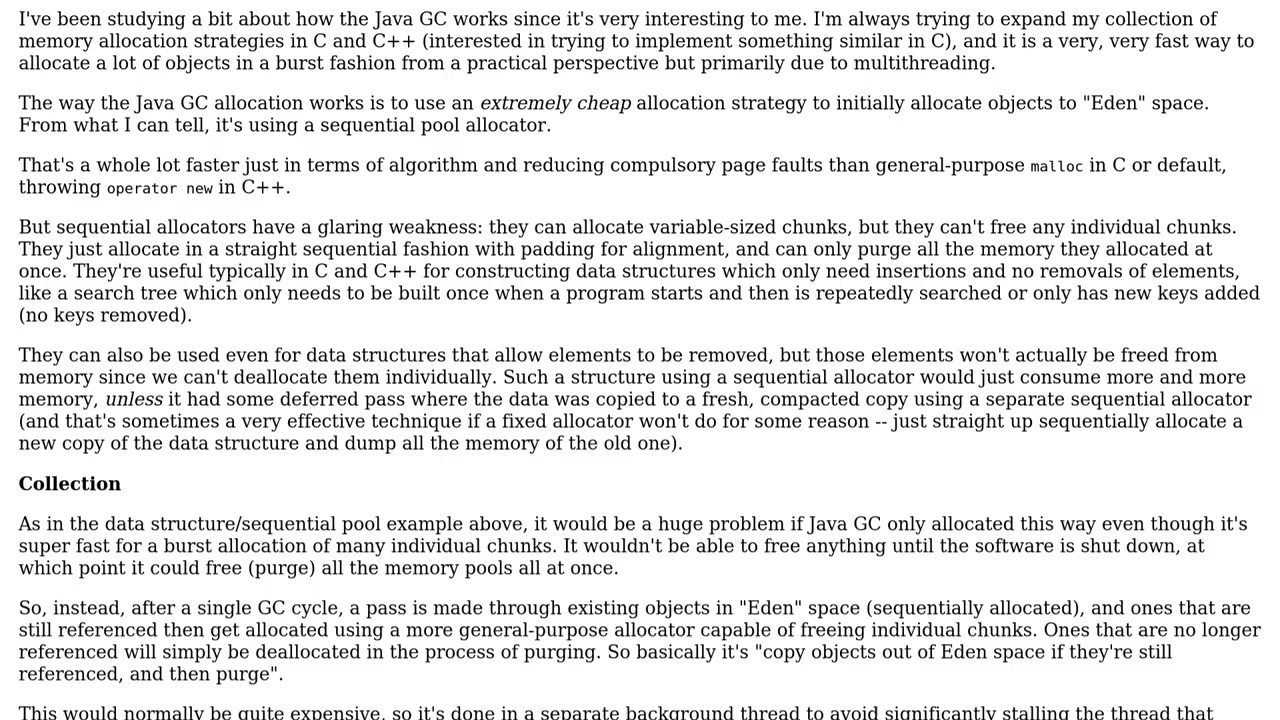 I've been studying a bit about how the Java GC works since it's very interesting to me. I'm always trying to expand my collection of
memory allocation strategies in C and C++ (interested in trying to implement something similar in C), and it is a very, very fast way to
allocate a lot of objects in a burst fashion from a practical perspective but primarily due to multithreading.
The way the Java GC allocation works is to use an extremely cheap allocation strategy to initially allocate objects to "Eden" space.
From what I can tell, it's using a sequential pool allocator.
That's a whole lot faster just in terms of algorithm and reducing compulsory page faults than general-purpose malloc in C or default,
throwing operator new in C++.
But sequential allocators have a glaring weakness: they can allocate variable-sized chunks, but they can't free any individual chunks.
They just allocate in a straight sequential fashion with padding for alignment, and can only purge all the memory they allocated at
once. They're useful typically in C and C++ for constructing data structures which only need insertions and no removals of elements,
like a search tree which only needs to be built once when a program starts and then is repeatedly searched or only has new keys added
(no keys removed).
They can also be used even for data structures that allow elements to be removed, but those elements won't actually be freed from
memory since we can't deallocate them individually. Such a structure using a sequential allocator would just consume more and more
memory, unless it had some deferred pass where the data was copied to a fresh, compacted copy using a separate sequential allocator
(and that's sometimes a very effective technique if a fixed allocator won't do for some reason -- just straight up sequentially allocate a
new copy of the data structure and dump all the memory of the old one).
Collection
As in the data structure/sequential pool example above, it would be a huge problem if Java GC only allocated this way even though it's
super fast for a burst allocation of many individual chunks. It wouldn't be able to free anything until the software is shut down, at
which point it could free (purge) all the memory pools all at once.
So, instead, after a single GC cycle, a pass is made through existing objects in "Eden" space (sequentially allocated), and ones that are
still referenced then get allocated using a more general-purpose allocator capable of freeing individual chunks. Ones that are no longer
referenced will simply be deallocated in the process of purging. So basically it's "copy objects out of Eden space if they're still
referenced, and then purge".
This would normally be quite expensive, so it's done in a separate background thread to avoid significantly stalling the thread that